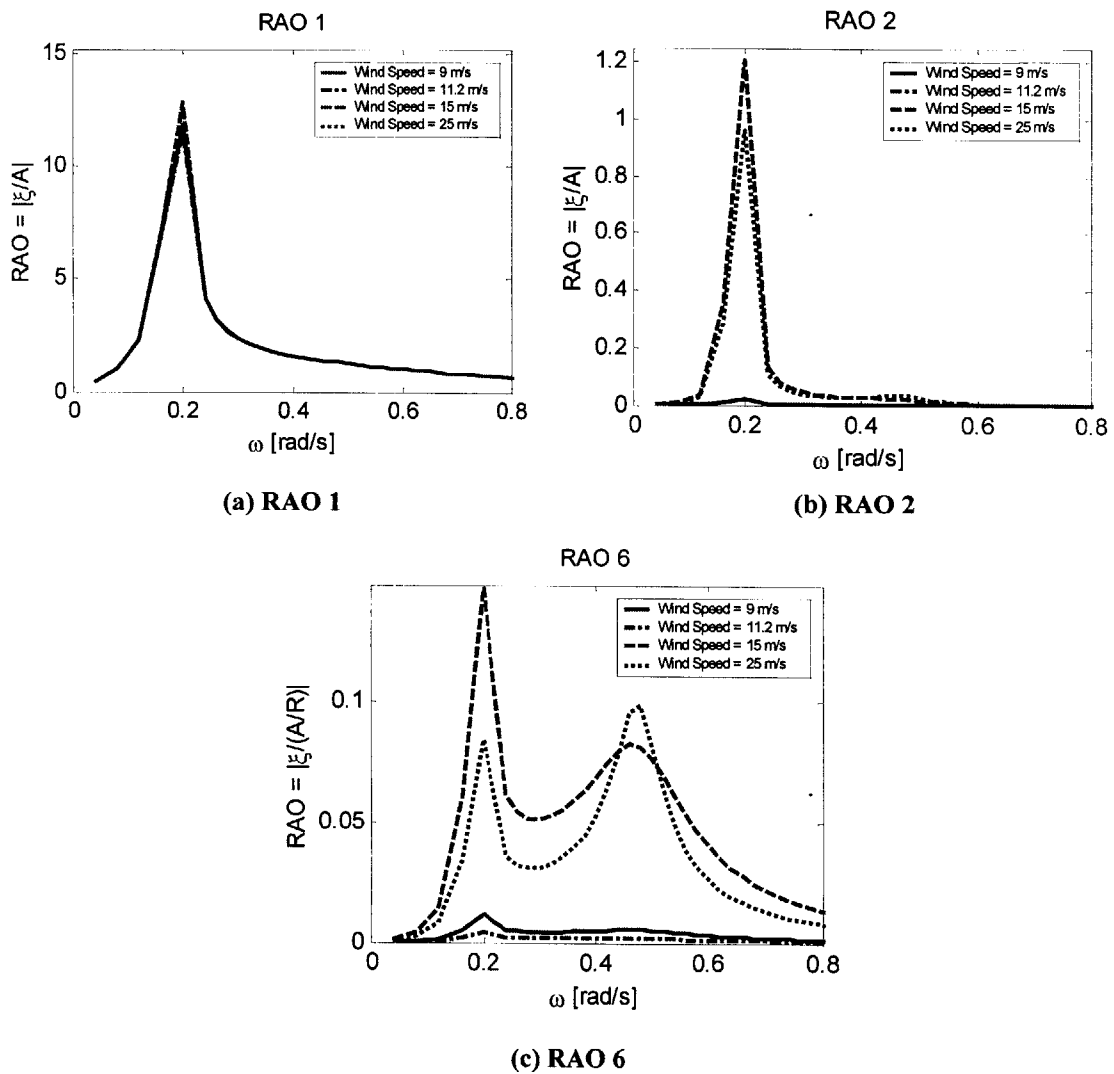 RAO 1
RAO = |ξ/A|
15
10
5
0
Wind Speed = 9 m/s
Wind Speed = 11.2 m/s
Wind Speed = 15 m/s
Wind Speed = 25 m/s
0 0.2 0.4 0.6 0.8
ω [rad/s]
(a) RAO 1
RAO 2
RAO = |ξ/A|
1.2
1
0.8
0.6
0.4
0.2
0
Wind Speed = 9 m/s
Wind Speed = 11.2 m/s
Wind Speed = 15 m/s
Wind Speed = 25 m/s
0 0.2 0.4 0.6 0.8
ω [rad/s]
(b) RAO 2
RAO 6
RAO = |ξ/(A/R)|
0.1
0.05
0
Wind Speed = 9 m/s
Wind Speed = 11.2 m/s
Wind Speed = 15 m/s
Wind Speed = 25 m/s
0 0.2 0.4 0.6 0.8
ω [rad/s]
(c) RAO 6